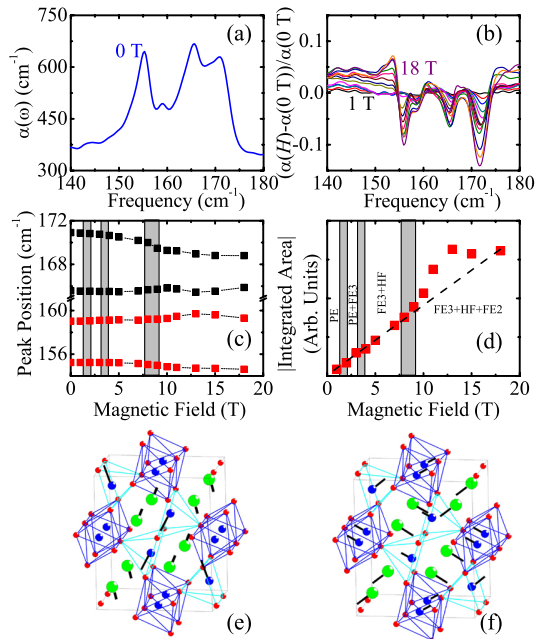 (a)
0 T
α(ω) (cm⁻¹)
750
600
450
300
140 150 160 170 180
Frequency (cm⁻¹)
(b)
18 T
1 T
(α(H)-α(0 T))/α(0 T)
0.1
0.0
-0.1
140 150 160 170 180
Frequency (cm⁻¹)
Peak Position (cm⁻¹)
172
168
160
156
(c)
0 5 10 15 20
Magnetic Field (T)
|Integrated Area|
(Arb. Units)
PE
PE+FE3
FE3+HF
FE3+HF+FE2
(d)
0 5 10 15 20
Magnetic Field (T)
(e)
(f)